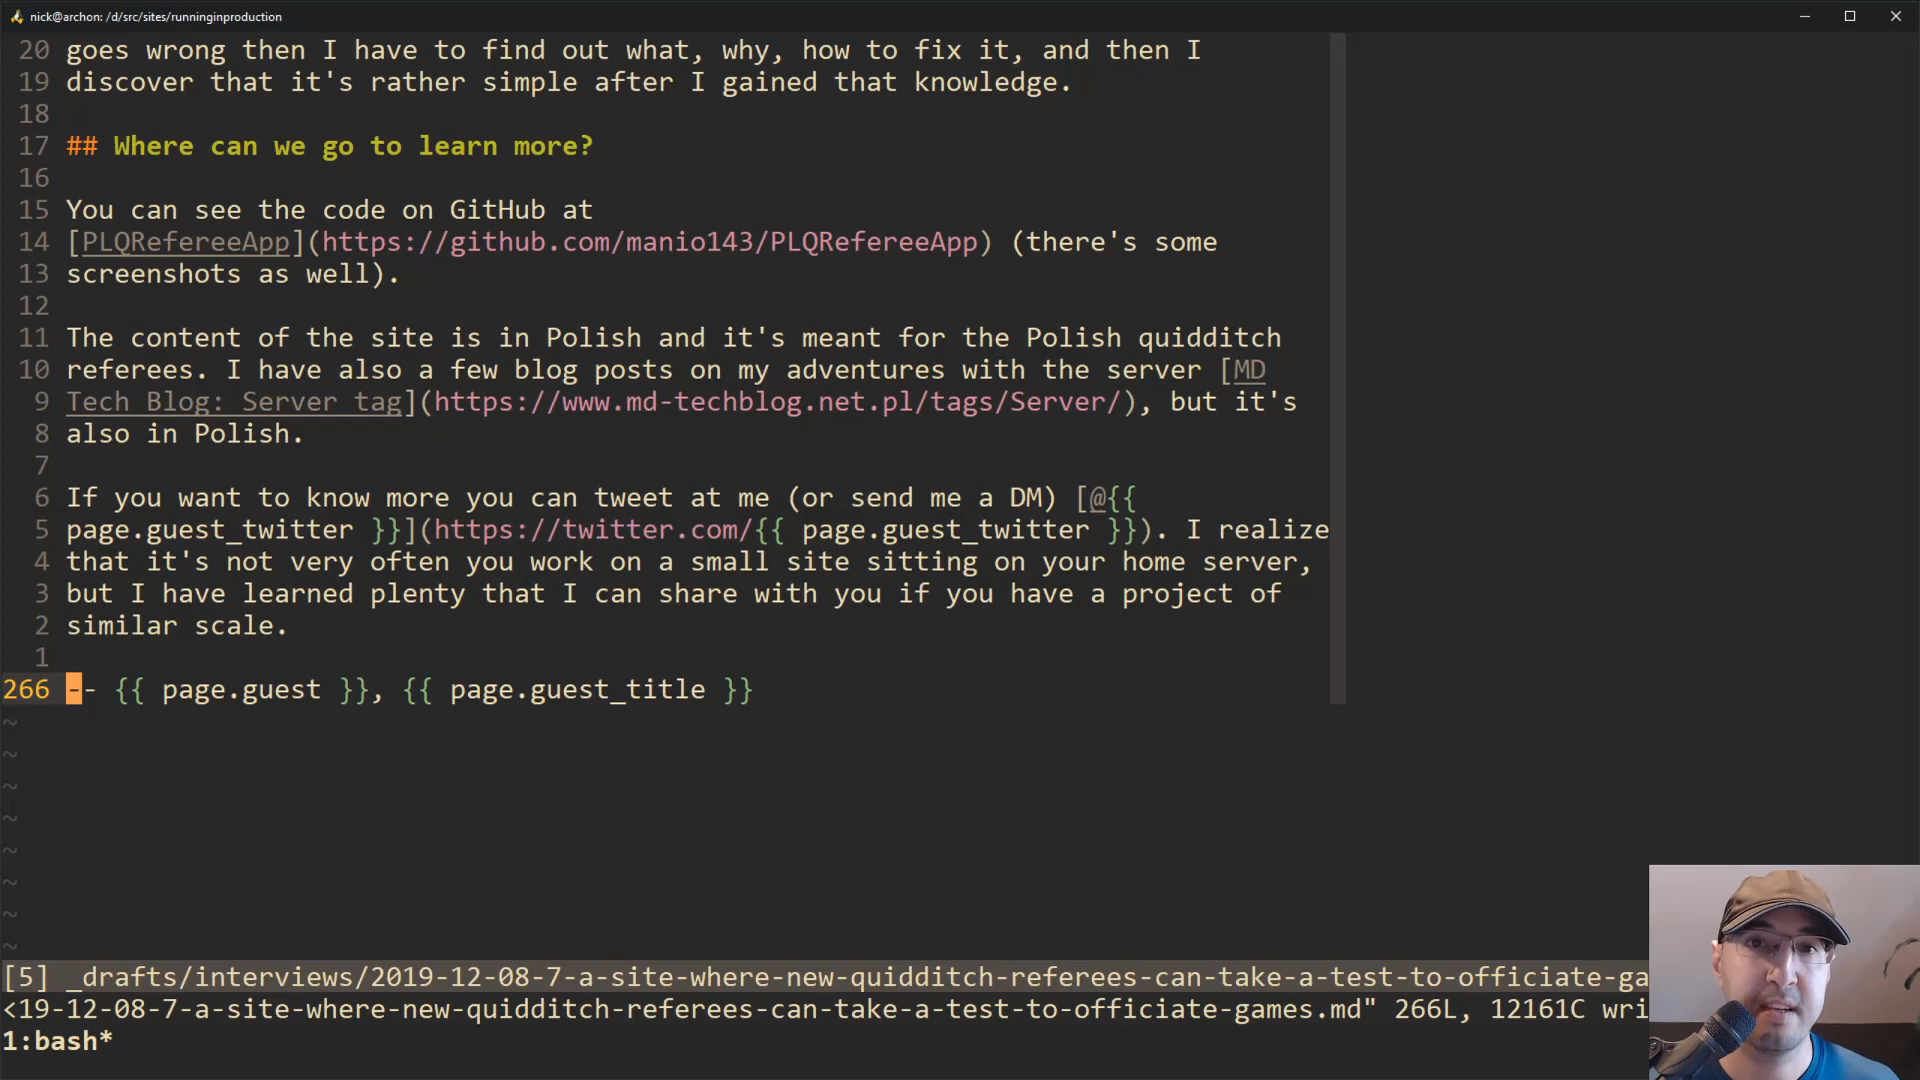 nick@archon: /d/src/sites/runninginproduction
20 goes wrong then I have to find out what, why, how to fix it, and then I
19 discover that it's rather simple after I gained that knowledge.
18
17 ## Where can we go to learn more?
16
15 You can see the code on GitHub at
14 [PLQRefereeApp](https://github.com/manio143/PLQRefereeApp) (there's some
13 screenshots as well).
12
11 The content of the site is in Polish and it's meant for the Polish quidditch
10 referees. I have also a few blog posts on my adventures with the server [MD
9 Tech Blog: Server tag](https://www.md-techblog.net.pl/tags/Server/), but it's
8 also in Polish.
7
6 If you want to know more you can tweet at me (or send me a DM) [@{{
5 page.guest_twitter }}](https://twitter.com/{{ page.guest_twitter }}). I realize
4 that it's not very often you work on a small site sitting on your home server,
3 but I have learned plenty that I can share with you if you have a project of
2 similar scale.
1
266 -- {{ page.guest }}, {{ page.guest_title }}
~
~
~
~
~
~
~
~
[5] _drafts/interviews/2019-12-08-7-a-site-where-new-quidditch-referees-can-take-a-test-to-officiate-ga
<19-12-08-7-a-site-where-new-quidditch-referees-can-take-a-test-to-officiate-games.md" 266L, 12161C wri
1:bash*